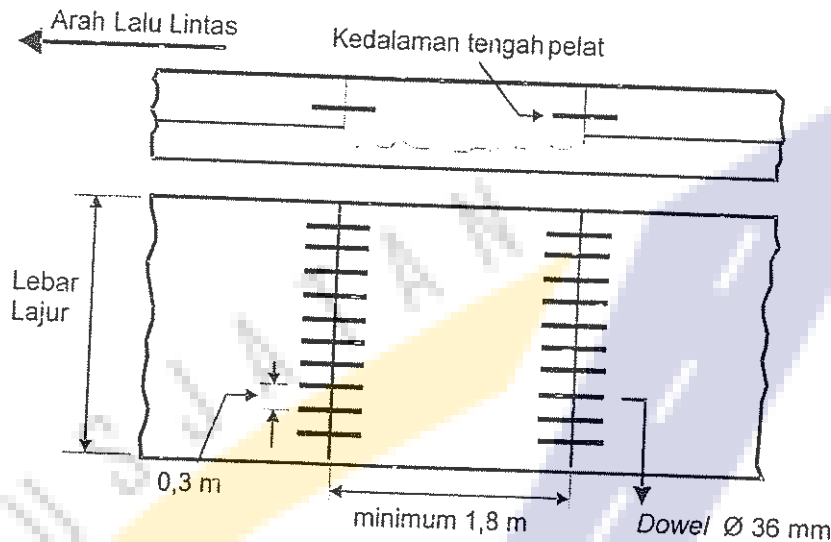 Arah Lalu Lintas
Kedalaman tengah pelat
Lebar
Lajur
0,3 m
minimum 1,8 m
Dowel Ø 36 mm